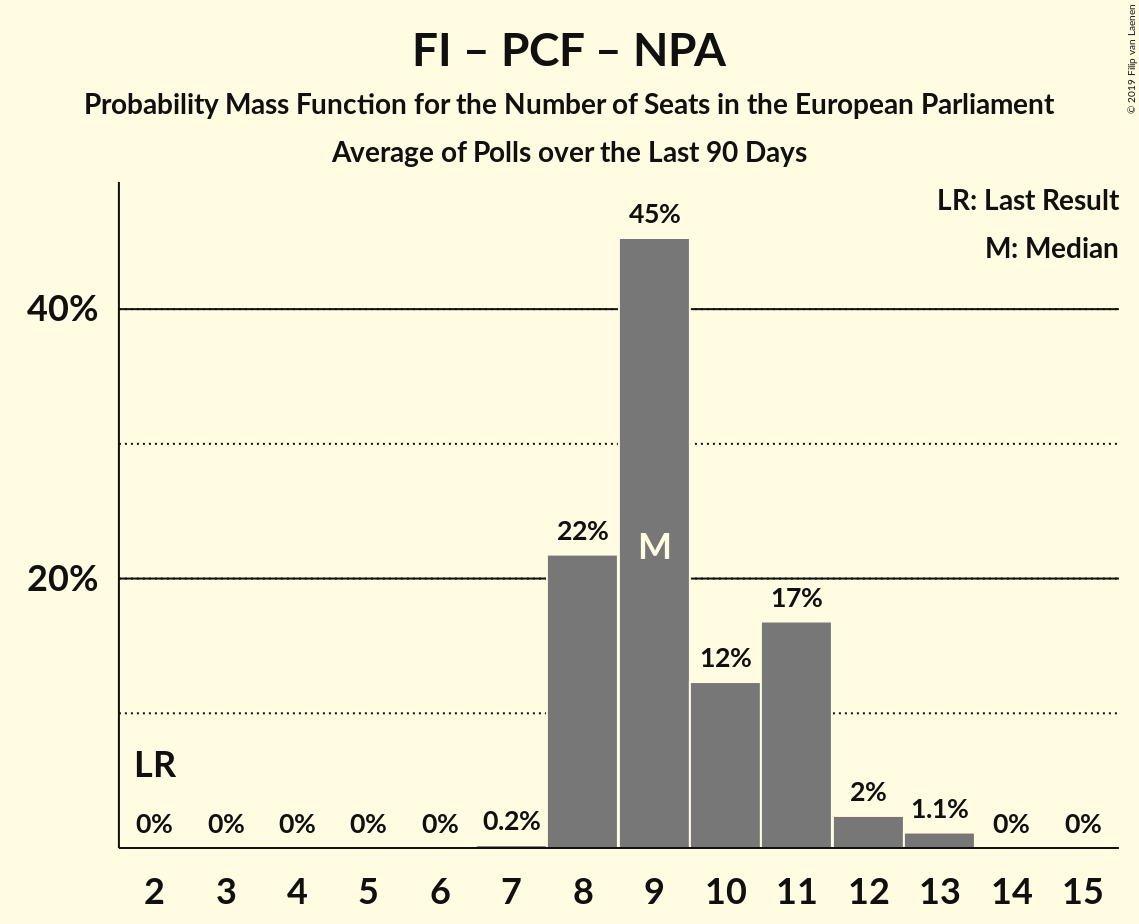 FI – PCF – NPA
Probability Mass Function for the Number of Seats in the European Parliament
Average of Polls over the Last 90 Days
© 2019 Filip van Laenen
LR: Last Result
M: Median
45%
40%
22%
M
20%
17%
12%
LR
2%
1.1%
0% 0% 0% 0% 0% 0.2% 0% 0%
2 3 4 5 6 7 8 9 10 11 12 13 14 15